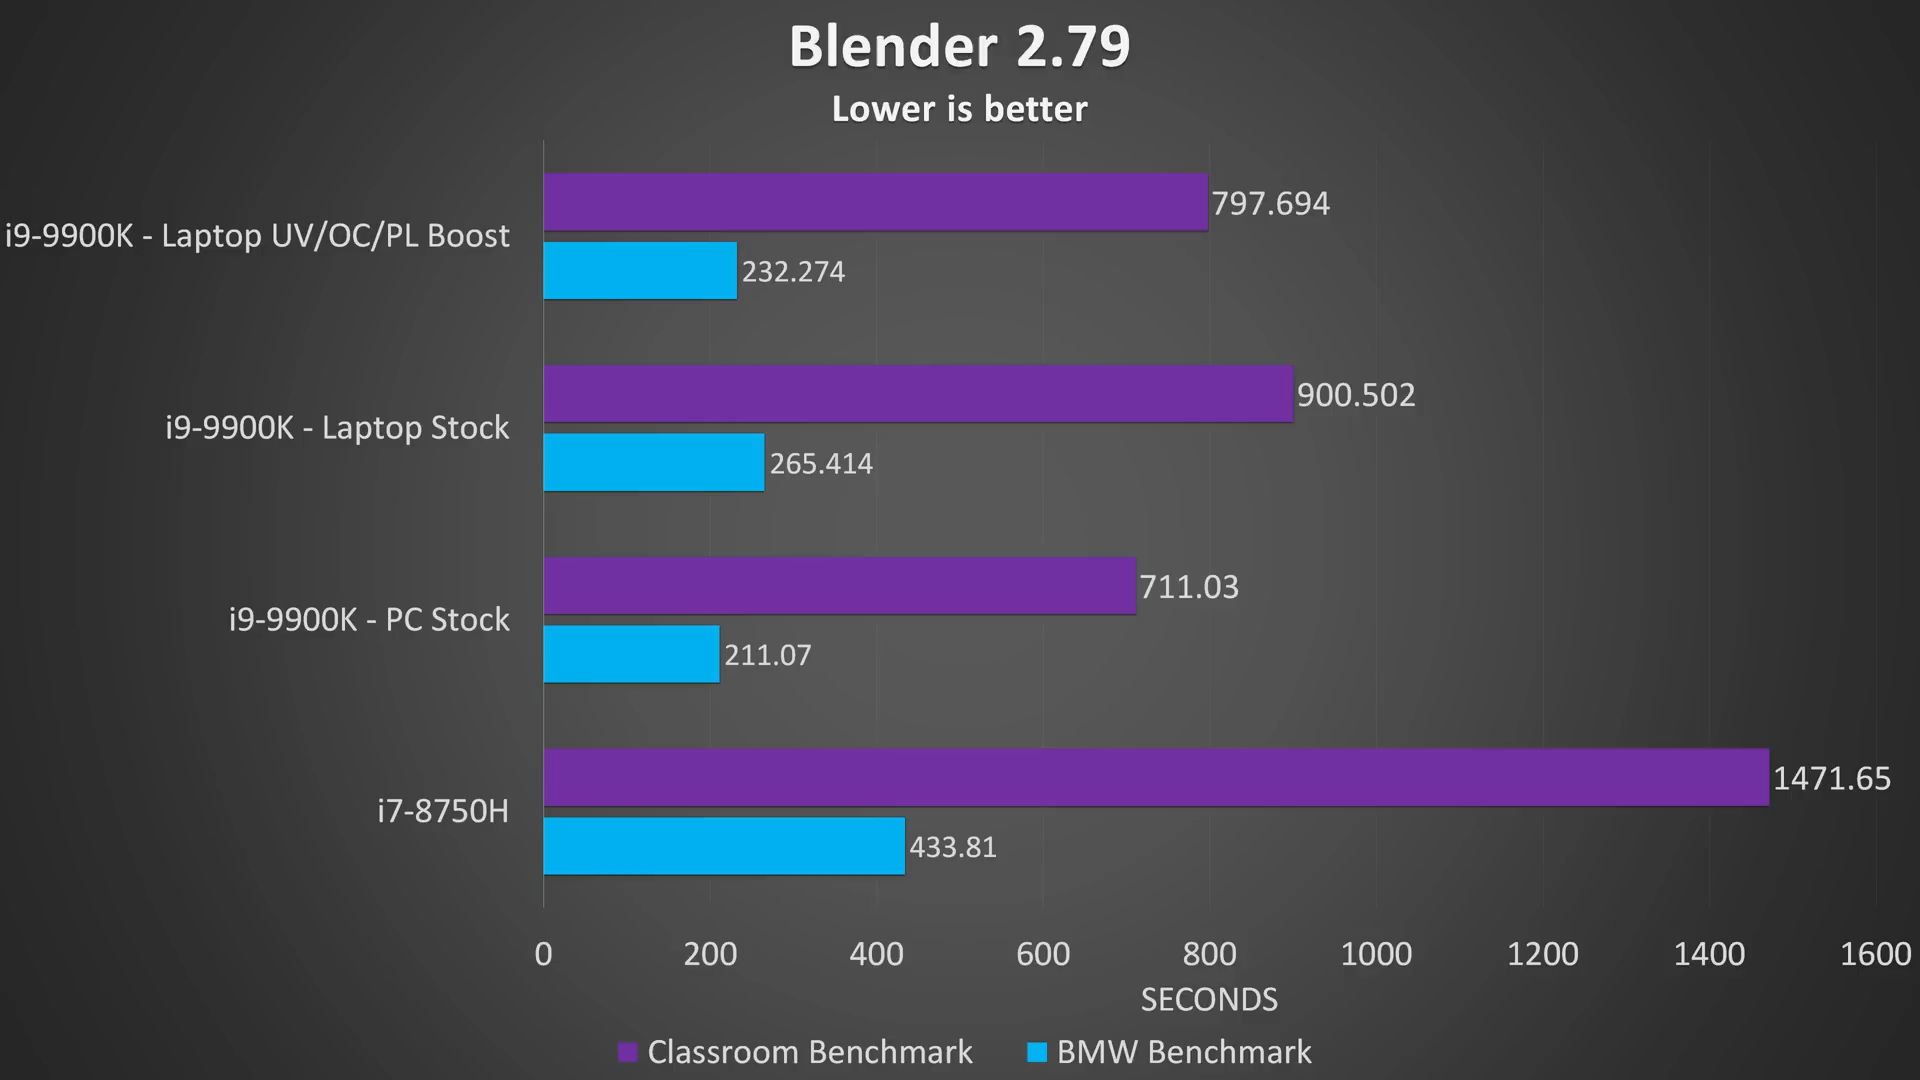 Blender 2.79
Lower is better
i9-9900K - Laptop UV/OC/PL Boost
797.694
232.274
i9-9900K - Laptop Stock
900.502
265.414
i9-9900K - PC Stock
711.03
211.07
i7-8750H
1471.65
433.81
0 200 400 600 800 1000 1200 1400 1600
SECONDS
Classroom Benchmark BMW Benchmark